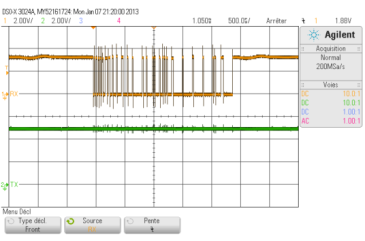 DSO-X 3024A, MY52161724: Mon Jan 07 21:20:00 2013
1 2.00V/ 2 2.00V/ 3 4 1.050s 500.0s/ Arrêter 1 1.88V
Agilent
Acquisition
Normal
200MSa/s
Voies
DC 10.0:1
DC 10.0:1
DC 1.00:1
AC 1.00:1
RX
TX
Menu Décl
Type décl
Front
Source
Pente